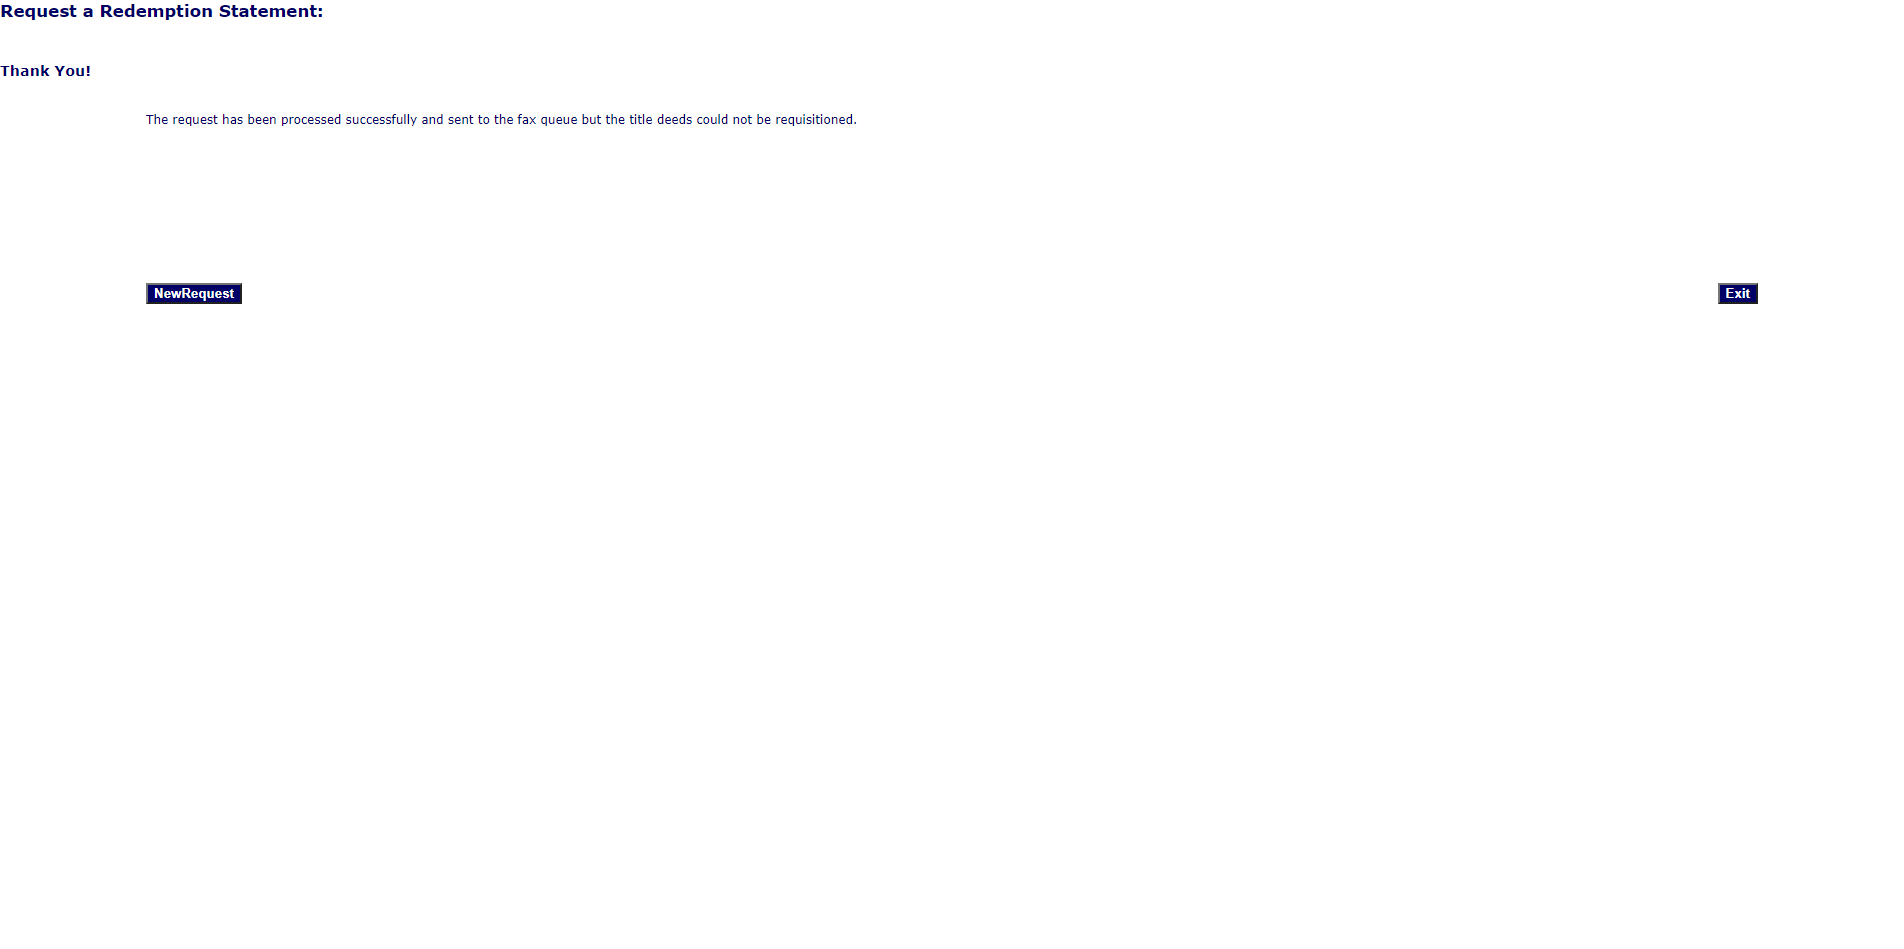 Request a Redemption Statement:
Thank You!
The request has been processed successfully and sent to the fax queue but the title deeds could not be requisitioned.
NewRequest
Exit